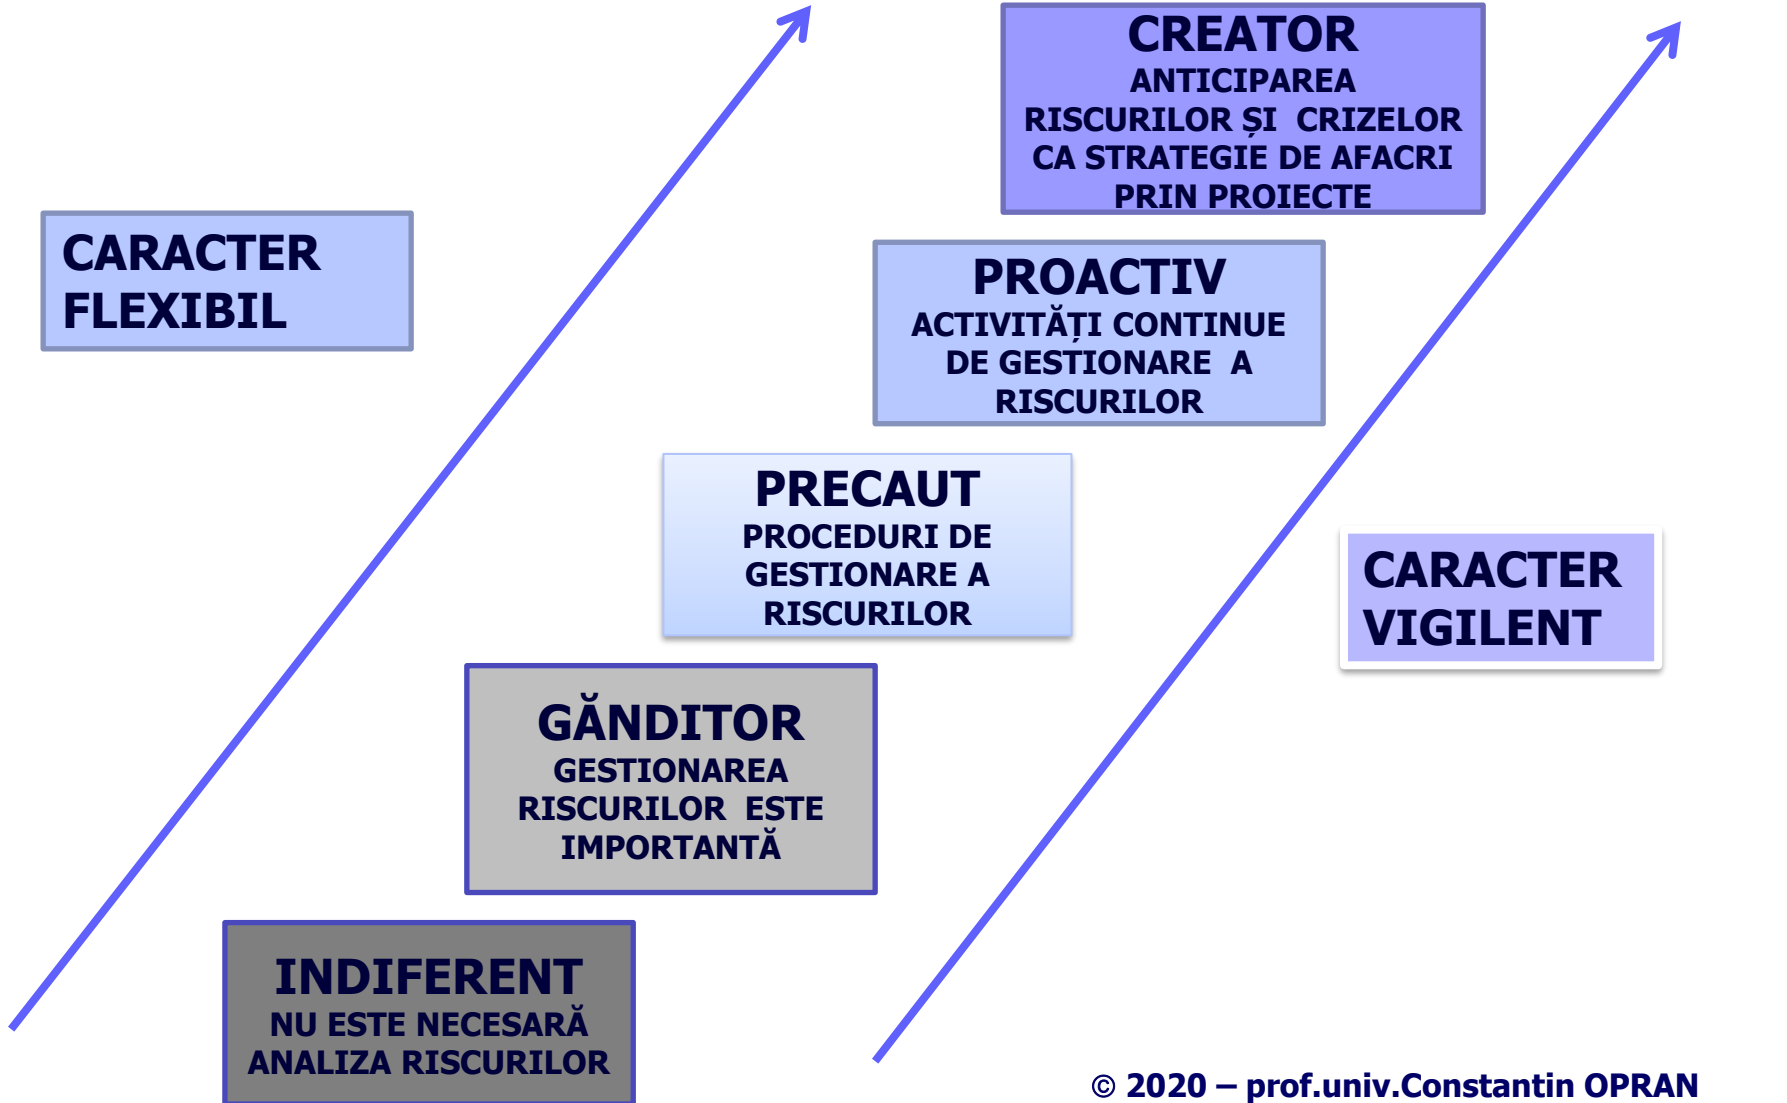 CREATOR
ANTICIPAREA
RISCURILOR ȘI CRIZELOR
CA STRATEGIE DE AFACRI
PRIN PROIECTE
CARACTER
FLEXIBIL
PROACTIV
ACTIVITĂȚI CONTINUE
DE GESTIONARE A
RISCURILOR
PRECAUT
PROCEDURI DE
GESTIONARE A
RISCURILOR
CARACTER
VIGILENT
GĂNDITOR
GESTIONAREA
RISCURILOR ESTE
IMPORTANTĂ
INDIFERENT
NU ESTE NECESARĂ
ANALIZA RISCURILOR
© 2020 – prof.univ.Constantin OPRAN